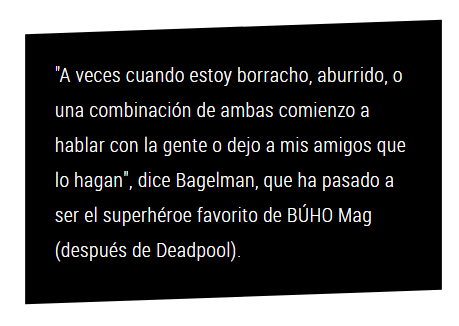 "A veces cuando estoy borracho, aburrido, o
una combinación de ambas comienzo a
hablar con la gente o dejo a mis amigos que
lo hagan", dice Bagelman, que ha pasado a
ser el superhéroe favorito de BÚHO Mag
(después de Deadpool).